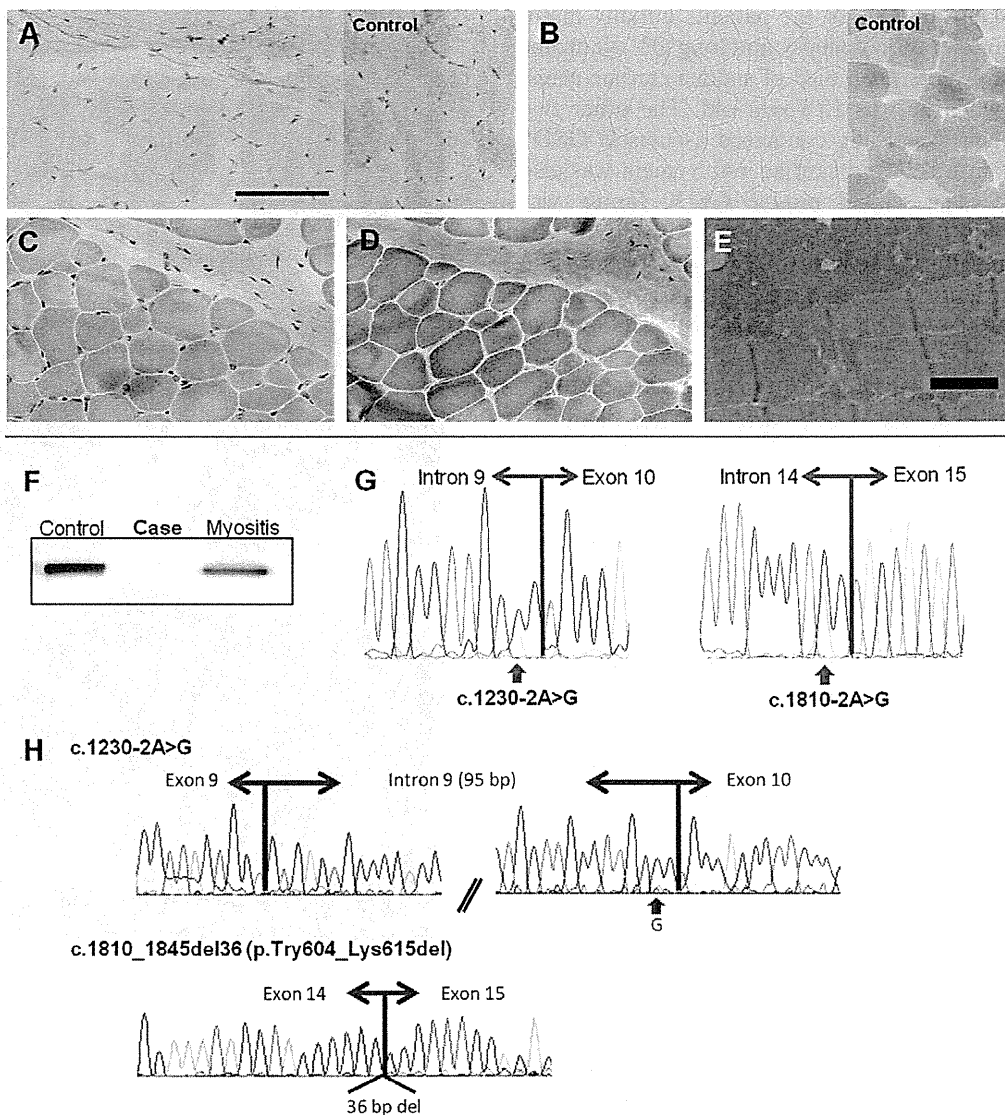 A
Control
B
Control
C
D
E
F
Control Case Myositis
G
Intron 9 Exon 10
Intron 14 Exon 15
c.1230-2A>G
c.1810-2A>G
H
c.1230-2A>G
Exon 9 Intron 9 (95 bp) Exon 10
//
G
c.1810_1845del36 (p.Try604_Lys615del)
Exon 14 Exon 15
36 bp del